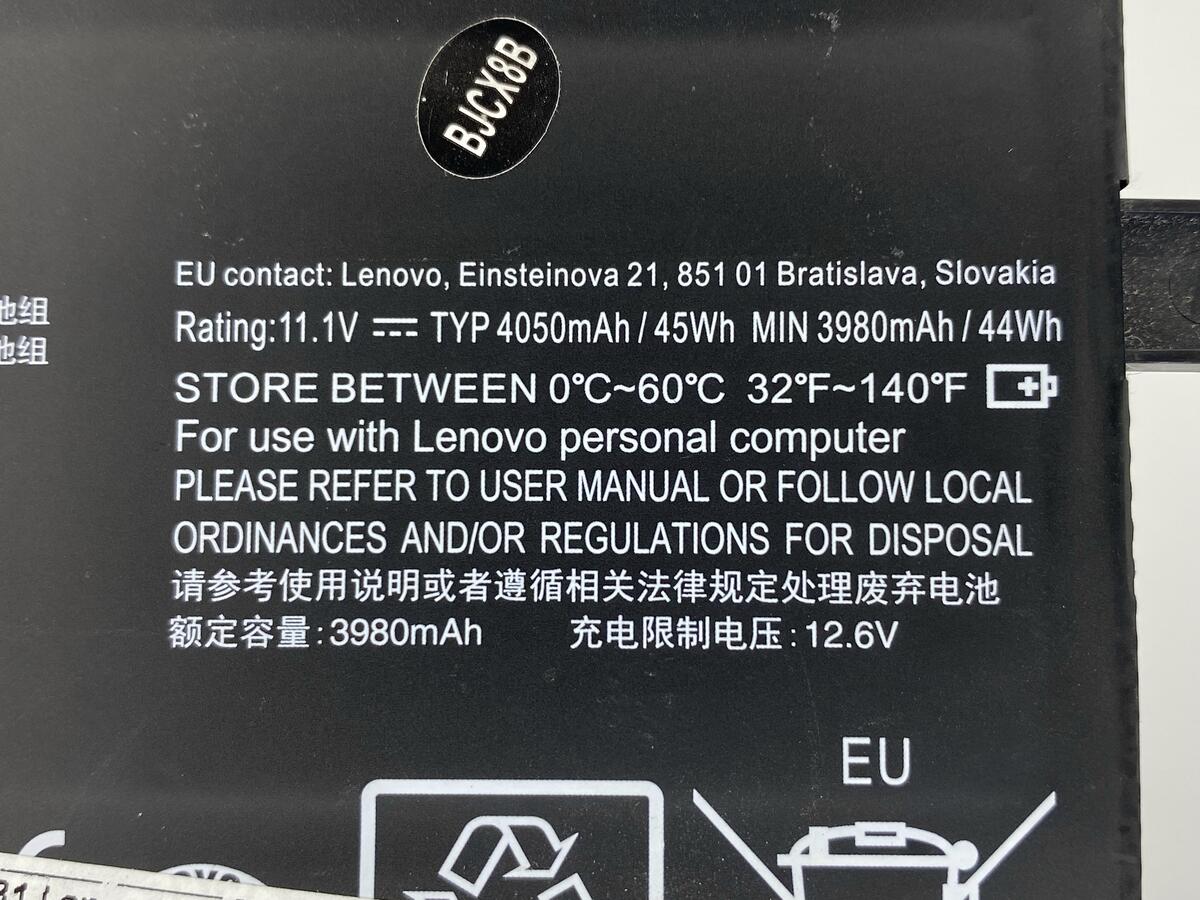 BJCX8B
EU contact: Lenovo, Einsteinova 21, 851 01 Bratislava, Slovakia
Rating:11.1V ⎓ TYP 4050mAh / 45Wh MIN 3980mAh / 44Wh
STORE BETWEEN 0°C~60°C 32°F~140°F
For use with Lenovo personal computer
PLEASE REFER TO USER MANUAL OR FOLLOW LOCAL
ORDINANCES AND/OR REGULATIONS FOR DISPOSAL
请参考使用说明或者遵循相关法律规定处理废弃电池
额定容量:3980mAh 充电限制电压:12.6V
池组
池组
EU